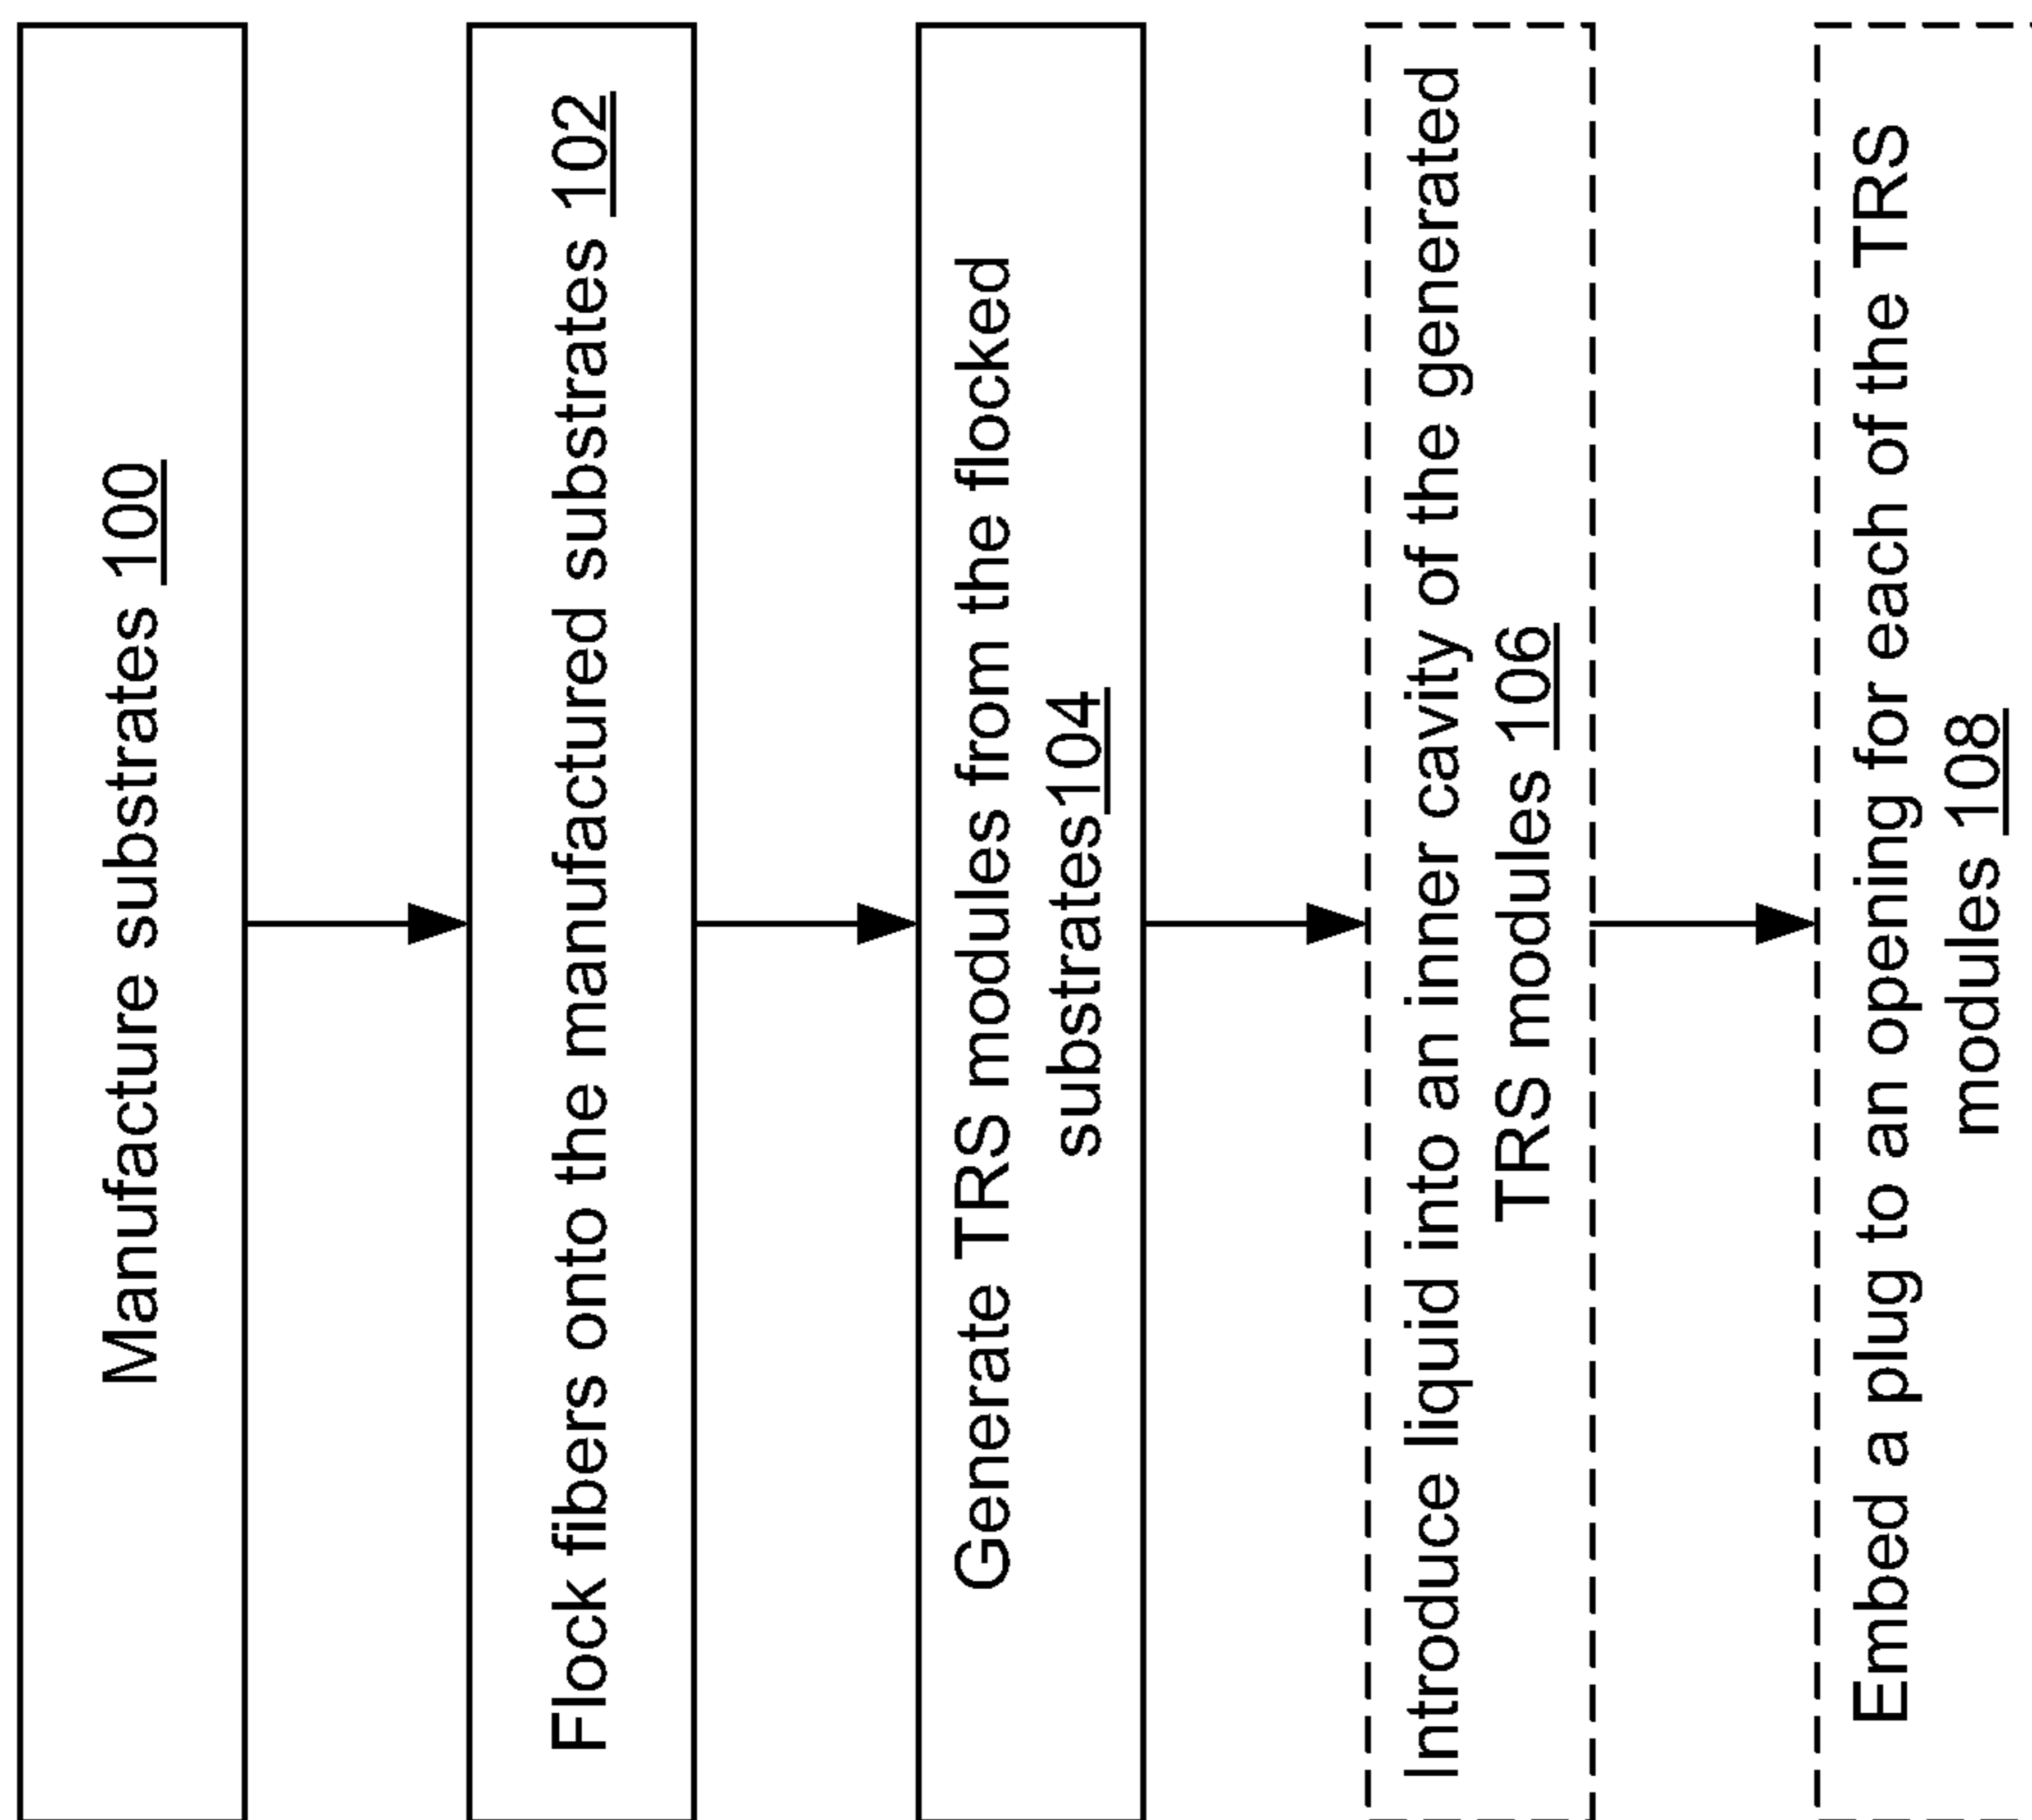 Manufacture substrates 100
Flock fibers onto the manufactured substrates 102
Generate TRS modules from the flocked
substrates104
Introduce liquid into an inner cavity of the generated
TRS modules 106
Embed a plug to an opening for each of the TRS
modules 108